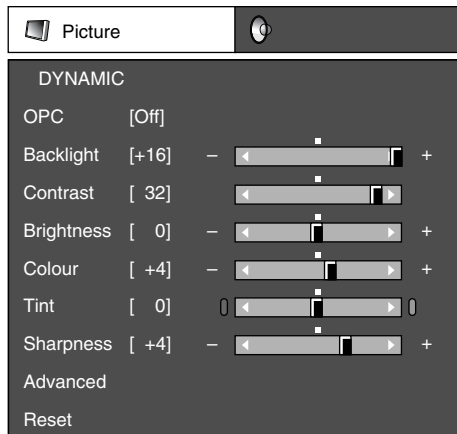 Picture
DYNAMIC
OPC [Off]
Backlight [+16] – +
Contrast [ 32]
Brightness [ 0] – +
Colour [ +4] – +
Tint [ 0]
Sharpness [ +4] – +
Advanced
Reset